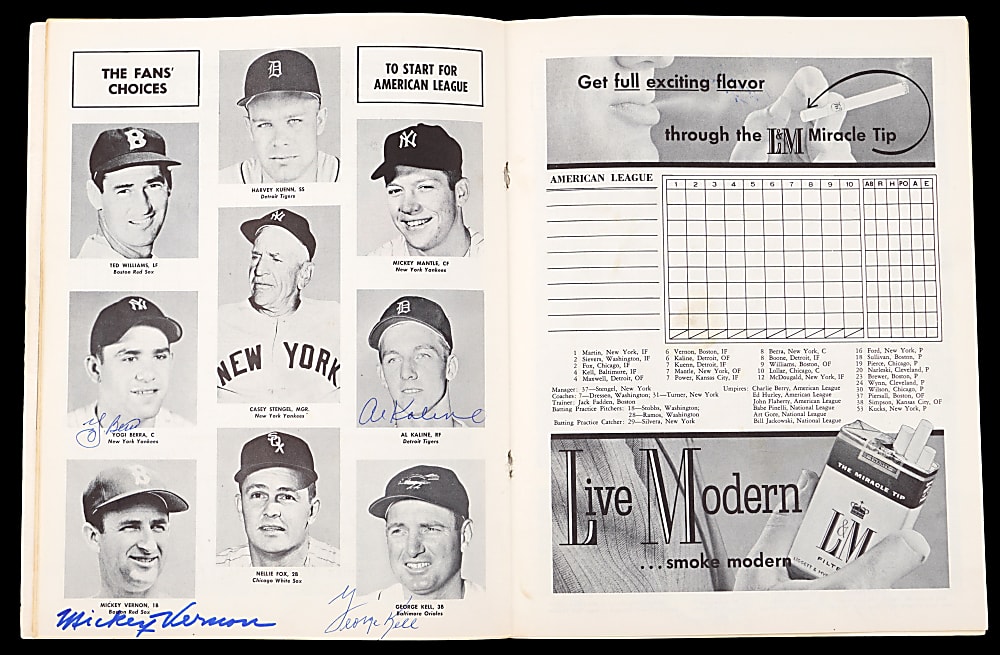 THE FANS'
CHOICES
TO START FOR
AMERICAN LEAGUE
D
HARVEY KUENN, SS
Detroit Tigers
B
TED WILLIAMS, LF
Boston Red Sox
NY
MICKEY MANTLE, CF
New York Yankees
NY
NEW YORK
CASEY STENGEL, MGR.
New York Yankees
NY
Yogi Berra
YOGI BERRA, C
New York Yankees
D
Al Kaline
AL KALINE, RF
Detroit Tigers
B
MICKEY VERNON, 1B
Boston Red Sox
Mickey Vernon
SOX
NELLIE FOX, 2B
Chicago White Sox
GEORGE KELL, 3B
Baltimore Orioles
George Kell
Get full exciting flavor
through the L&M Miracle Tip
AMERICAN LEAGUE
1 2 3 4 5 6 7 8 9 10 AB R H PO A E
1 Martin, New York, IF
2 Sievers, Washington, IF
2 Fox, Chicago, IF
4 Kell, Baltimore, IF
4 Maxwell, Detroit, OF
6 Vernon, Boston, IF
6 Kaline, Detroit, OF
7 Kuenn, Detroit, IF
7 Mantle, New York, OF
7 Power, Kansas City, IF
8 Berra, New York, C
8 Boone, Detroit, IF
9 Williams, Boston, OF
10 Lollar, Chicago, C
12 McDougald, New York, IF
16 Ford, New York, P
18 Sullivan, Boston, P
19 Pierce, Chicago, P
20 Narleski, Cleveland, P
23 Brewer, Boston, P
24 Wynn, Cleveland, P
30 Wilson, Chicago, P
37 Piersall, Boston, OF
38 Simpson, Kansas City, OF
53 Kucks, New York, P
Manager: 37—Stengel, New York
Coaches: 7—Dressen, Washington; 31—Turner, New York
Trainer: Jack Fadden, Boston
Batting Practice Pitchers: 18—Stobbs, Washington;
28—Ramos, Washington
Batting Practice Catcher: 29—Silvera, New York
Umpires: Charlie Berry, American League
Ed Hurley, American League
John Flaherty, American League
Babe Pinelli, National League
Art Gore, National League
Bill Jackowski, National League
Live Modern
...smoke modern
THE MIRACLE TIP
L&M
FILTERS